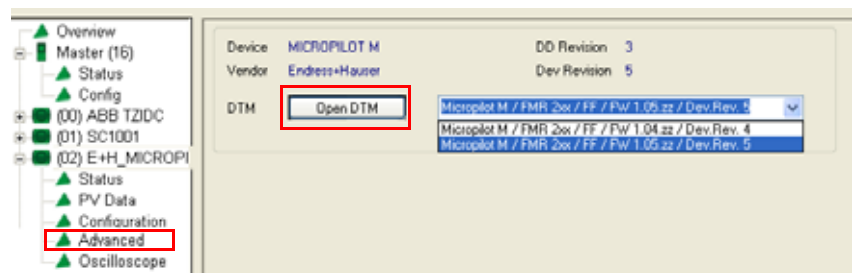 Overview
Master (16)
Status
Config
(00) ABB TZIDC
(01) SC1001
(02) E+H_MICROPI
Status
PV Data
Configuration
Advanced
Oscilloscope
Device MICROPILOT M DD Revision 3
Vendor Endress+Hauser Dev Revision 5
DTM Open DTM Micropilot M / FMR 2xx / FF / FW 1.05.zz / Dev.Rev. 5
Micropilot M / FMR 2xx / FF / FW 1.04.zz / Dev.Rev. 4
Micropilot M / FMR 2xx / FF / FW 1.05.zz / Dev.Rev. 5